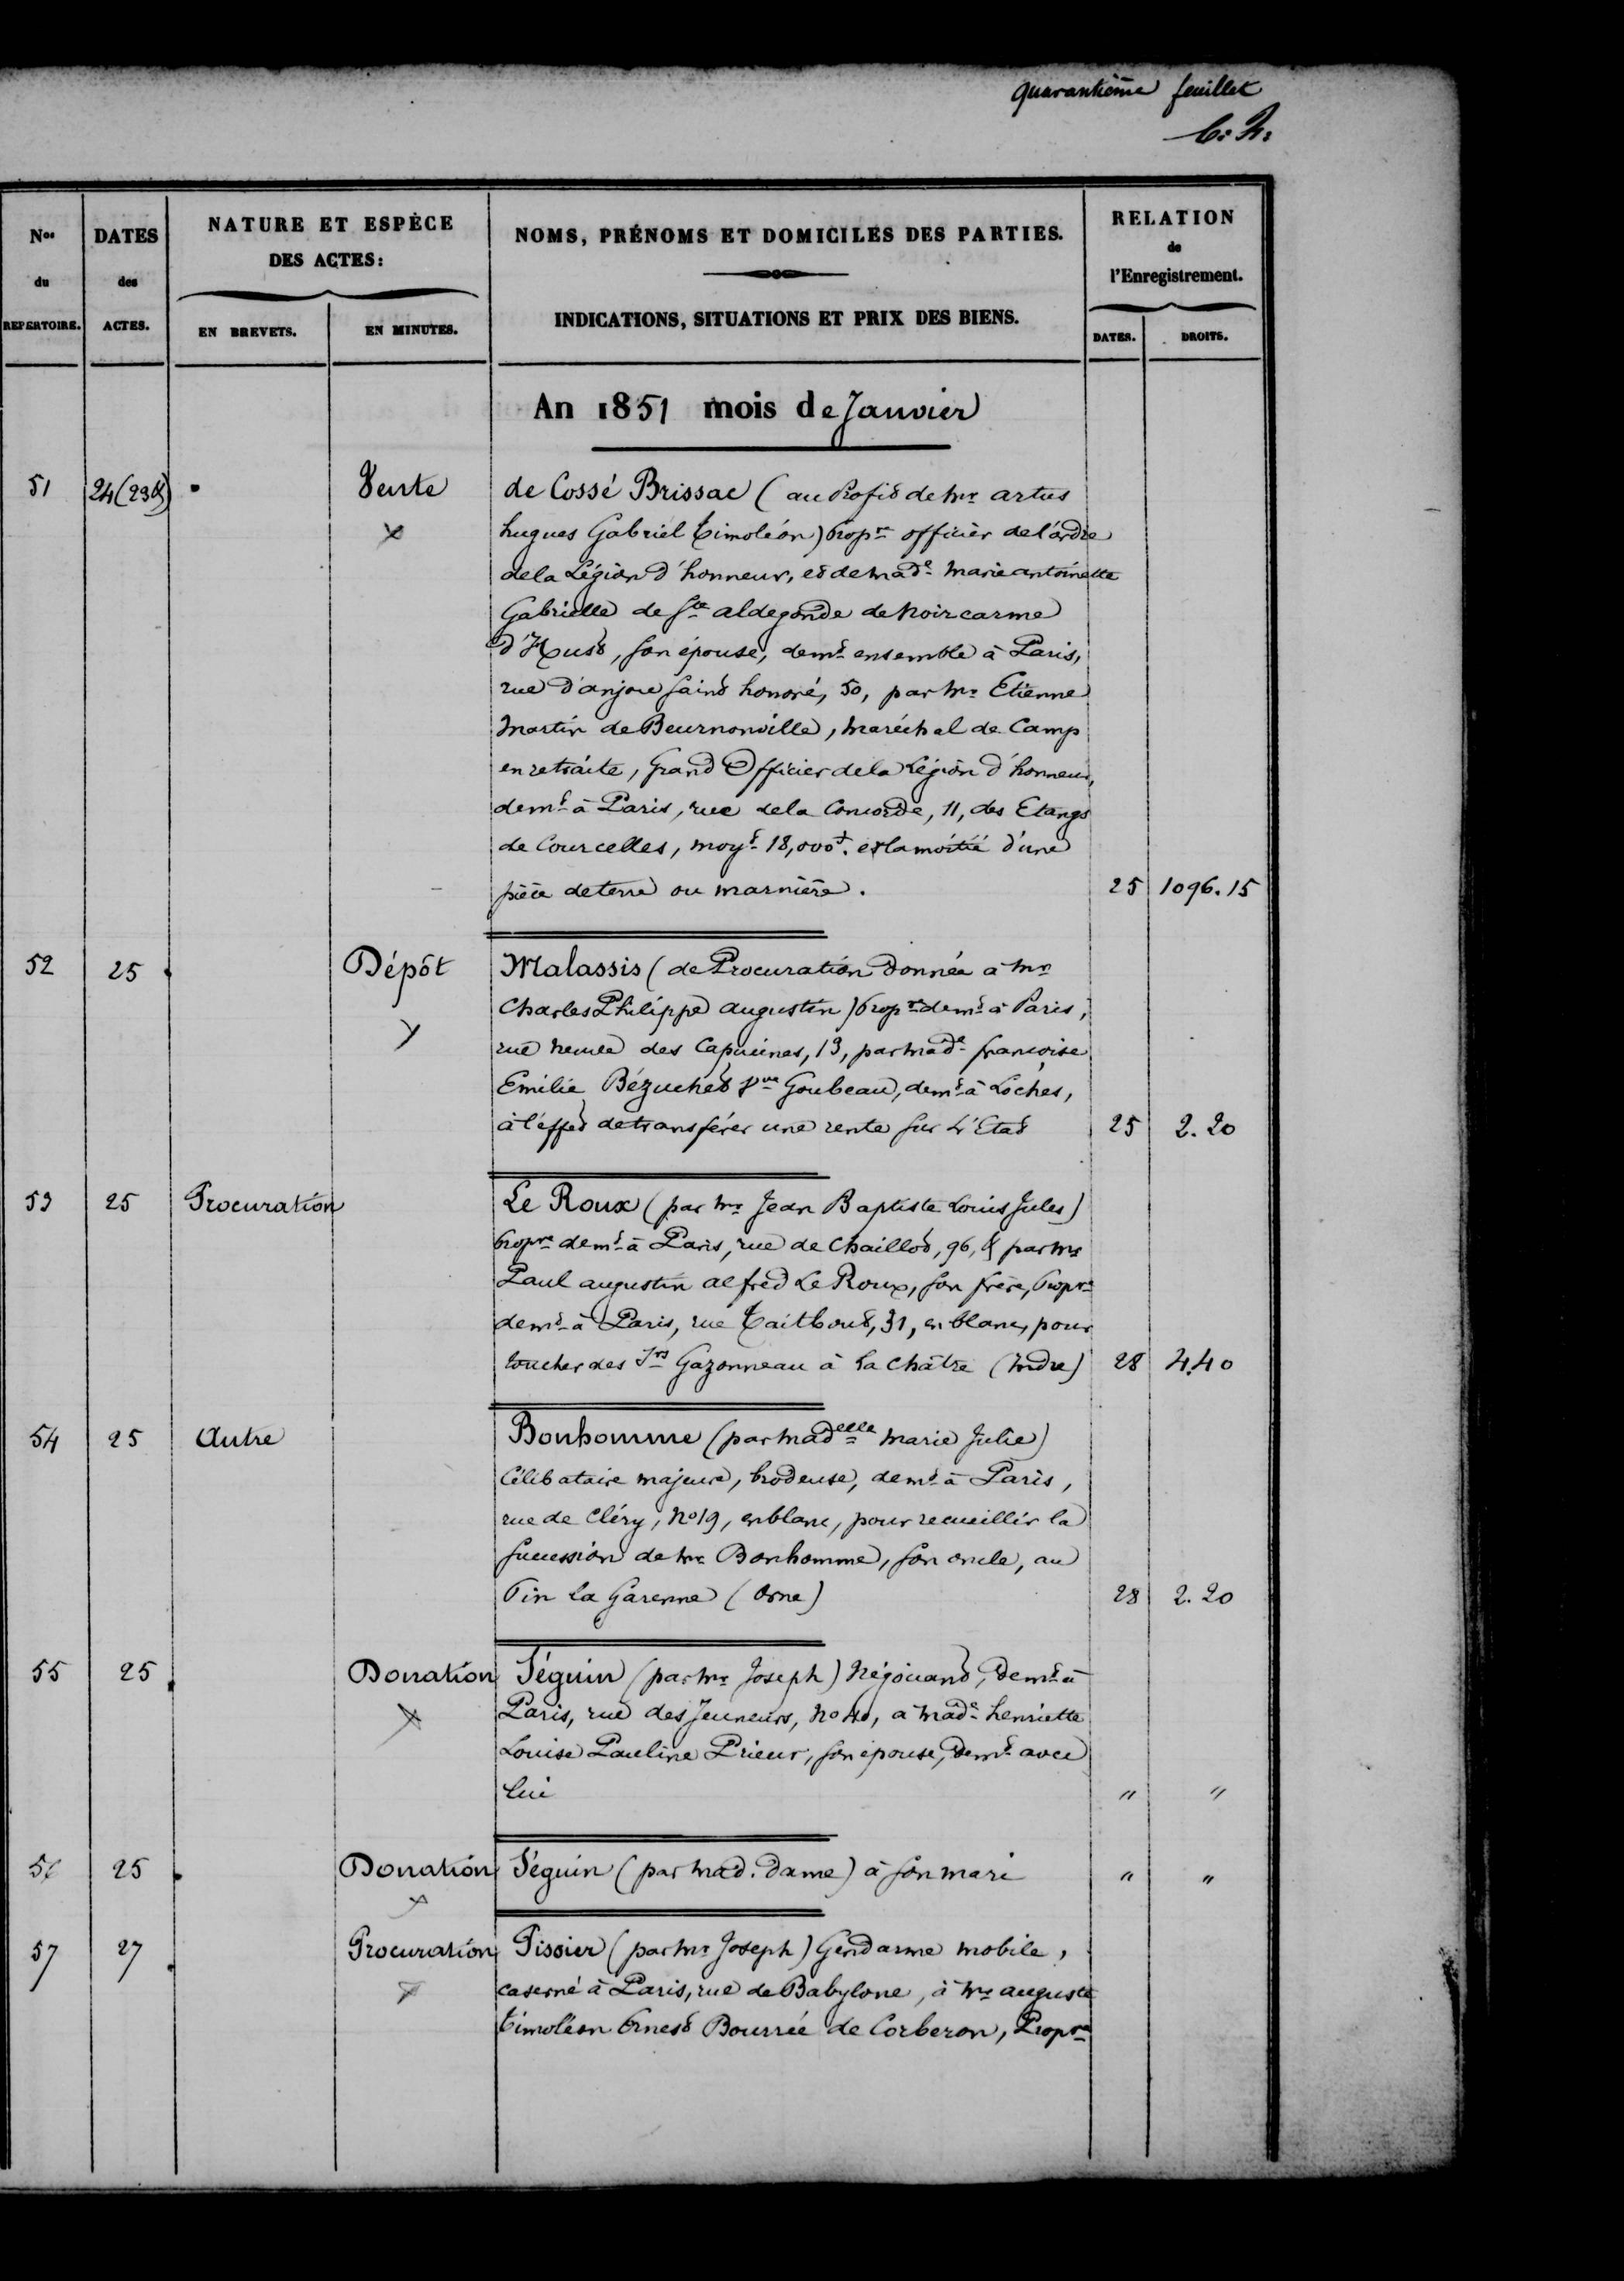 quarantième feuillet
Nos DATES NATURE ET ESPÈCE NOMS, PRÉNOMS ET DOMICILES DES PARTIES. RELATION
du des DES ACTES: de
l'Enregistrement.
REPERTOIRE. ACTES. EN BREVETS. EN MINUTES. INDICATIONS, SITUATIONS ET PRIX DES BIENS. DATES. DROITS.
An 1851 mois de Janvier
51 24 (23 &) Vente de Cossé Brissac (au Profit de Mr artus
hugues Gabriel Timoléon) Propre officier de l'ordre
de la Légion d'honneur, et de Made Marie antoinette
Gabrielle de Ste aldegonde de Noircarme
d'Hust, son épouse, demt ensemble à Paris,
rue d'anjou saint honoré, 50, par Mr Etienne
Martin de Beurnonville, Maréchal de Camp
en retraite, Grand Officier de la Légion d'honneur,
demt à Paris, rue de la Concorde, 11, des Etangs
de Courcelles, moyt 18,000f. et la moitié d'une
pièce de terre ou marnière. 25 1096.15
52 25 Dépôt Malassis (de Procuration donnée à Mr
Charles Philippe augustin) Propre demt à Paris,
rue neuve des Capucines, 13, par Made francoise
Emilie Bézuchet Vve Goubeau, demt à Loches,
à l'effet de transférer une rente sur L'Etat 25 2.20
53 25 Procuration Le Roux (par Mr Jean Baptiste Louis Jules)
Propre demt à Paris, rue de Chaillot, 96, & par Mr
Paul augustin alfred Le Roux, son frère, Propre
demt à Paris, rue Taitbout, 31, en blanc, pour
toucher des Srs Gazonneau à La Châtre (Indre) 28 4.40
54 25 Autre Bonhomme (par Madelle Marie Julie)
Célibataire majeure, brodeuse, demt à Paris,
rue de Cléry, No 19, en blanc, pour recueillir la
succession de Mr Bonhomme, son oncle, au
Pin la Garenne (Orne) 28 2.20
55 25 Donation Séguin (par Mr Joseph) Négociant, demt à
Paris, rue des Jeuneurs, No 40, à Made henriette
Louise Pauline Prieur, son épouse, demt avec
lui " "
56 25 Donation Séguin (par Mad. dame) à son mari " "
57 27 Procuration Pissier (par Mr Joseph) Gendarme mobile,
caserné à Paris, rue de Babylone, à Mr auguste
Timoléon Ernest Bourrée de Corberon, Propre